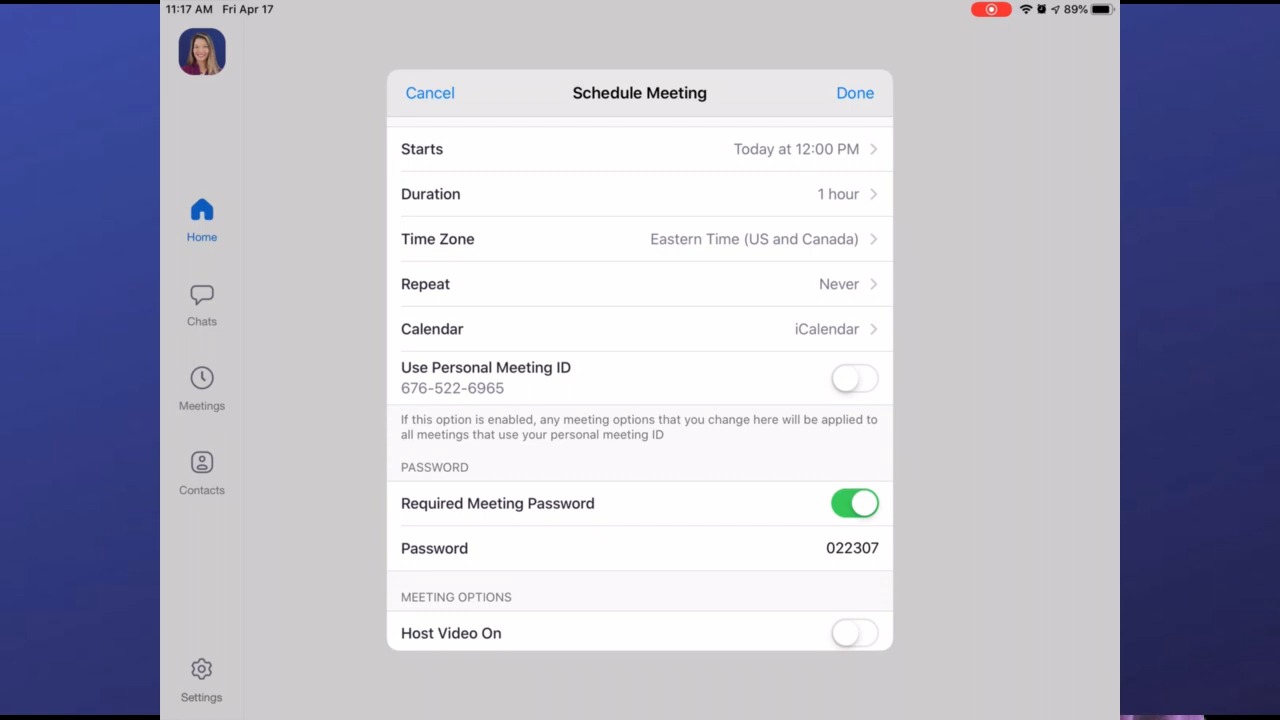 11:17 AM Fri Apr 17
89%
Cancel
Schedule Meeting
Done
Starts
Today at 12:00 PM
Duration
1 hour
Time Zone
Eastern Time (US and Canada)
Repeat
Never
Calendar
iCalendar
Use Personal Meeting ID
676-522-6965
If this option is enabled, any meeting options that you change here will be applied to
all meetings that use your personal meeting ID
PASSWORD
Required Meeting Password
Password
022307
MEETING OPTIONS
Host Video On
Home
Chats
Meetings
Contacts
Settings